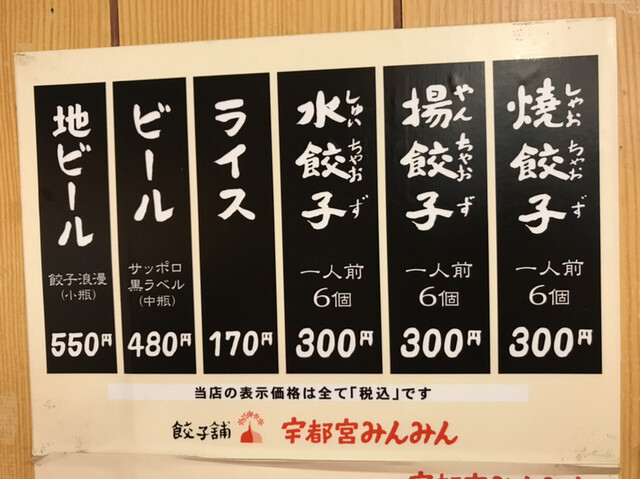 焼餃子
しゃおちゃおず
一人前
6個
300円
揚餃子
やんちゃおず
一人前
6個
300円
水餃子
しゅいちゃおず
一人前
6個
300円
ライス
170円
ビール
サッポロ
黒ラベル
(中瓶)
480円
地ビール
餃子浪漫
(小瓶)
550円
当店の表示価格は全て「税込」です
餃子舗 宇都宮みんみん